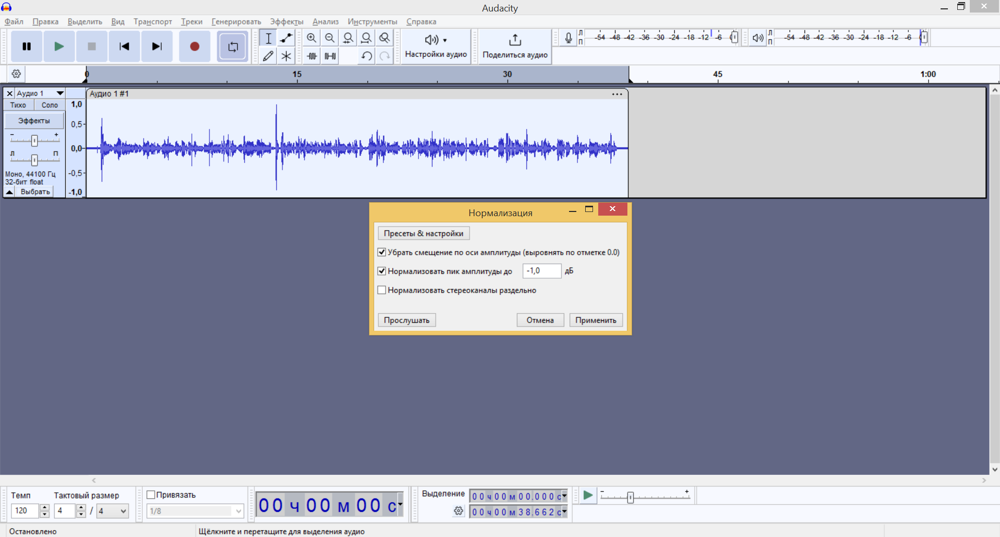 Audacity
Файл Правка Выделить Вид Транспорт Треки Генерировать Эффекты Анализ Инструменты Справка
Настройки аудио
Поделиться аудио
Л
П
-54 -48 -42 -36 -30 -24 -18 -12 -6 0
Л
П
-54 -48 -42 -36 -30 -24 -18 -12 -6
0 15 30 45 1:00
Аудио 1
Аудио 1 #1
Тихо Соло
Эффекты
- +
Л П
Моно, 44100 Гц
32-бит float
Выбрать
1,0
0,5-
0,0-
-0,5-
-1,0
Нормализация
Пресеты & настройки
Убрать смещение по оси амплитуды (выровнять по отметке 0.0)
Нормализовать пик амплитуды до -1,0 дБ
Нормализовать стереоканалы раздельно
Прослушать Отмена Применить
Темп Тактовый размер
120 4 / 4
Привязать
1/8
00 ч 00 м 00 с
Выделение
00 ч 00 м 00.000 с
00 ч 00 м 38.662 с
- +
Остановлено
Щёлкните и перетащите для выделения аудио